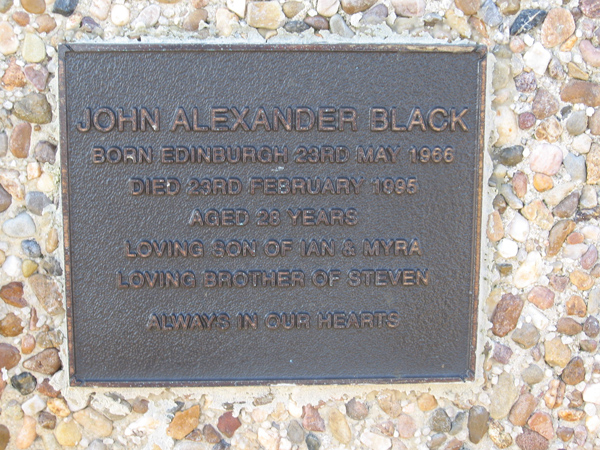 JOHN ALEXANDER BLACK
BORN EDINBURGH 23RD MAY 1966
DIED 23RD FEBRUARY 1995
AGED 28 YEARS
LOVING SON OF IAN & MYRA
LOVING BROTHER OF STEVEN
ALWAYS IN OUR HEARTS